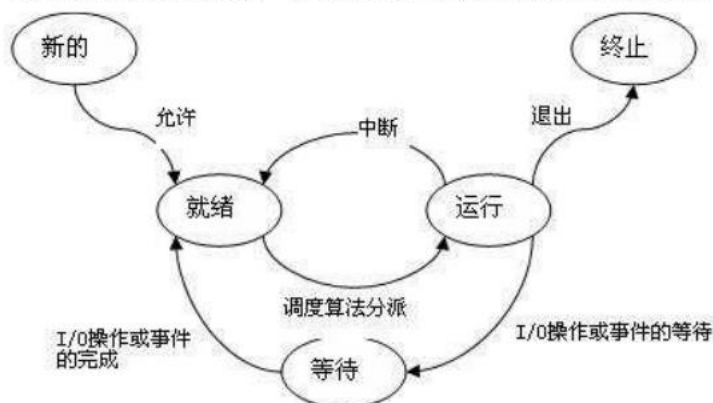 新的
终止
允许
中断
退出
就绪
运行
调度算法分派
I/O操作或事件
的完成
I/O操作或事件的等待
等待